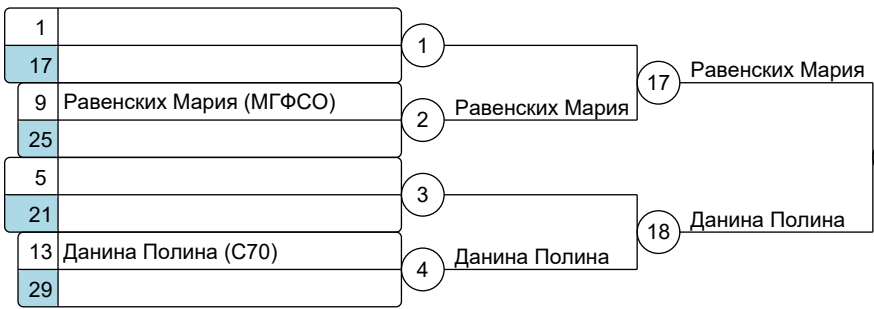 1
1
17
17 Равенских Мария
9 Равенских Мария (МГФСО)
2 Равенских Мария
25
5
3
21
18 Данина Полина
13 Данина Полина (С70)
4 Данина Полина
29